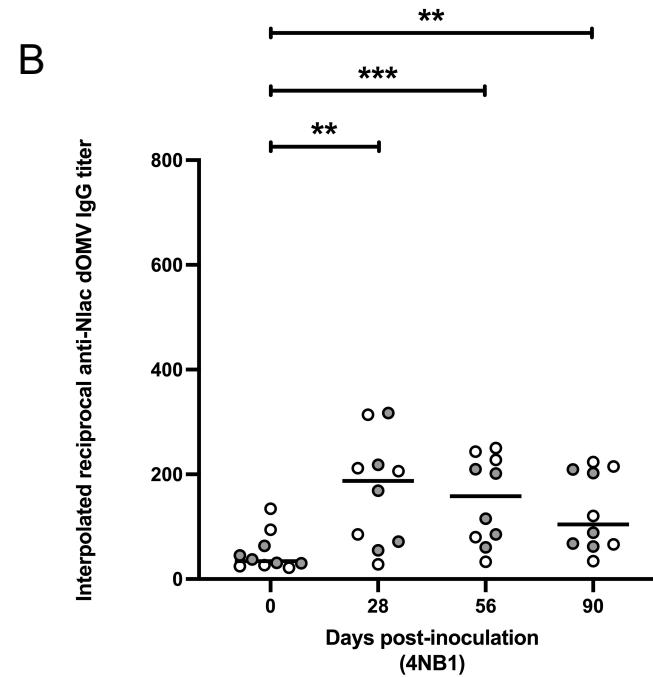 B
**
***
**
Interpolated reciprocal anti-Nlac dOMV IgG titer
800
600
400
200
0
0 28 56 90
Days post-inoculation
(4NB1)